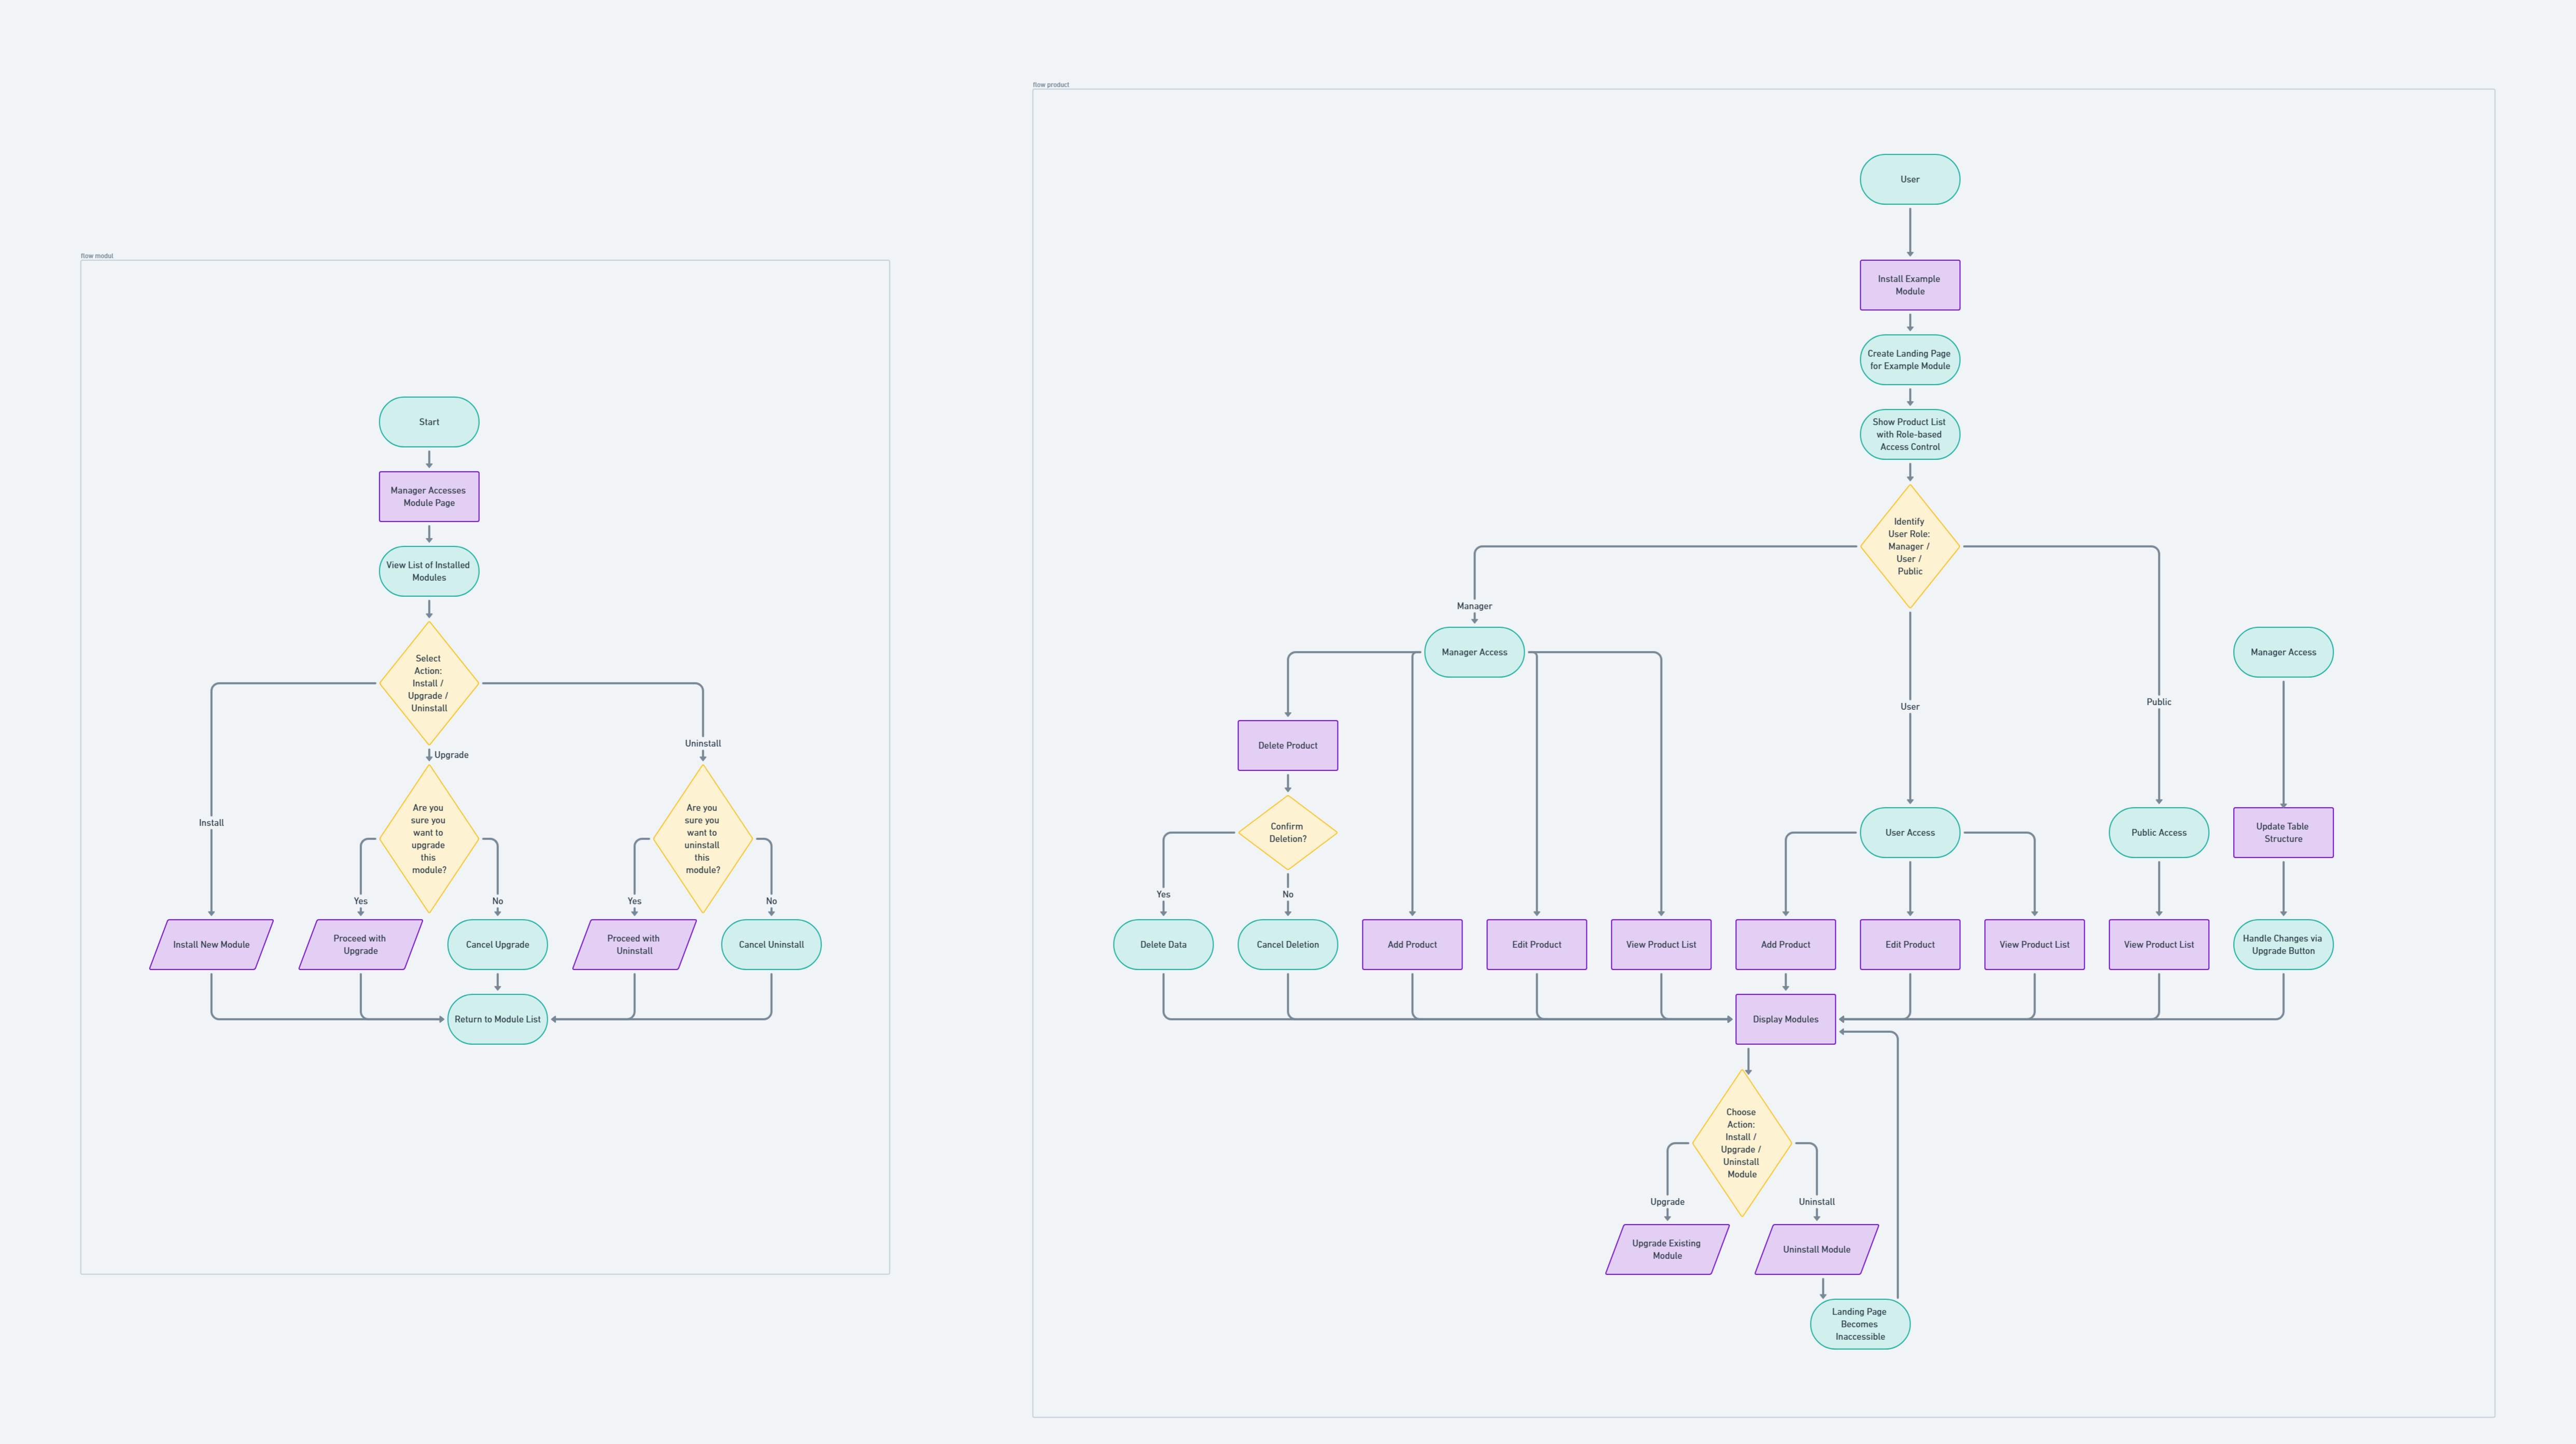 flow modul
Start
Manager Accesses
Module Page
View List of Installed
Modules
Select
Action:
Install /
Upgrade /
Uninstall
Install
Upgrade
Uninstall
Are you
sure you
want to
upgrade
this
module?
Are you
sure you
want to
uninstall
this
module?
Yes
No
Yes
No
Install New Module
Proceed with
Upgrade
Cancel Upgrade
Proceed with
Uninstall
Cancel Uninstall
Return to Module List
flow product
User
Install Example
Module
Create Landing Page
for Example Module
Show Product List
with Role-based
Access Control
Identify
User Role:
Manager /
User /
Public
Manager
User
Public
Manager Access
Manager Access
Delete Product
Confirm
Deletion?
User Access
Public Access
Update Table
Structure
Yes
No
Delete Data
Cancel Deletion
Add Product
Edit Product
View Product List
Add Product
Edit Product
View Product List
View Product List
Handle Changes via
Upgrade Button
Display Modules
Choose
Action:
Install /
Upgrade /
Uninstall
Module
Upgrade
Uninstall
Upgrade Existing
Module
Uninstall Module
Landing Page
Becomes
Inaccessible